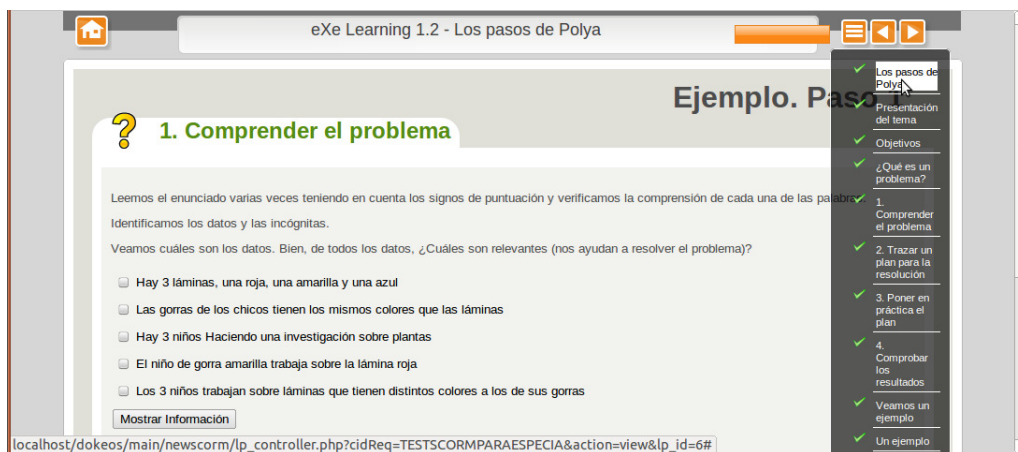 eXe Learning 1.2 - Los pasos de Polya
Ejemplo. Paso 1
1. Comprender el problema
Leemos el enunciado varias veces teniendo en cuenta los signos de puntuación y verificamos la comprensión de cada una de las palabras.
Identificamos los datos y las incógnitas.
Veamos cuáles son los datos. Bien, de todos los datos, ¿Cuáles son relevantes (nos ayudan a resolver el problema)?
Hay 3 láminas, una roja, una amarilla y una azul
Las gorras de los chicos tienen los mismos colores que las láminas
Hay 3 niños Haciendo una investigación sobre plantas
El niño de gorra amarilla trabaja sobre la lámina roja
Los 3 niños trabajan sobre láminas que tienen distintos colores a los de sus gorras
Mostrar Información
localhost/dokeos/main/newscorm/lp_controller.php?cidReq=TESTSCORMPARAESPECIA&action=view&lp_id=6#
Los pasos de
Polya
Presentación
del tema
Objetivos
¿Qué es un
problema?
1.
Comprender
el problema
2. Trazar un
plan para la
resolución
3. Poner en
práctica el
plan
4.
Comprobar
los
resultados
Veamos un
ejemplo
Un ejemplo